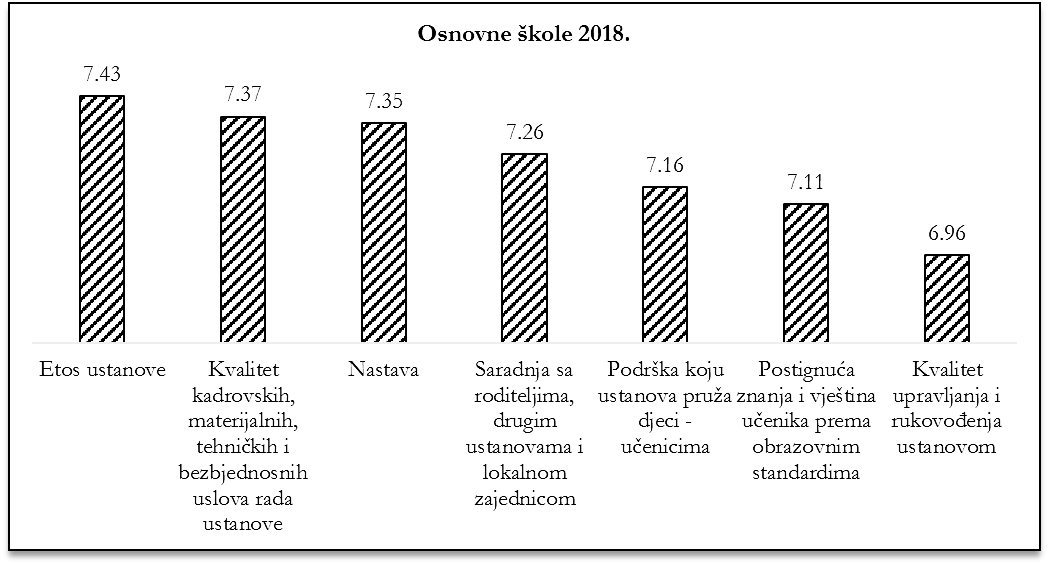 Osnovne škole 2018.
7.43
7.37
7.35
7.26
7.16
7.11
6.96
Etos ustanove
Kvalitet
kadrovskih,
materijalnih,
tehničkih i
bezbjednosnih
uslova rada
ustanove
Nastava
Saradnja sa
roditeljima,
drugim
ustanovama i
lokalnom
zajednicom
Podrška koju
ustanova pruža
djeci -
učenicima
Postignuća
znanja i vještina
učenika prema
obrazovnim
standardima
Kvalitet
upravljanja i
rukovođenja
ustanovom